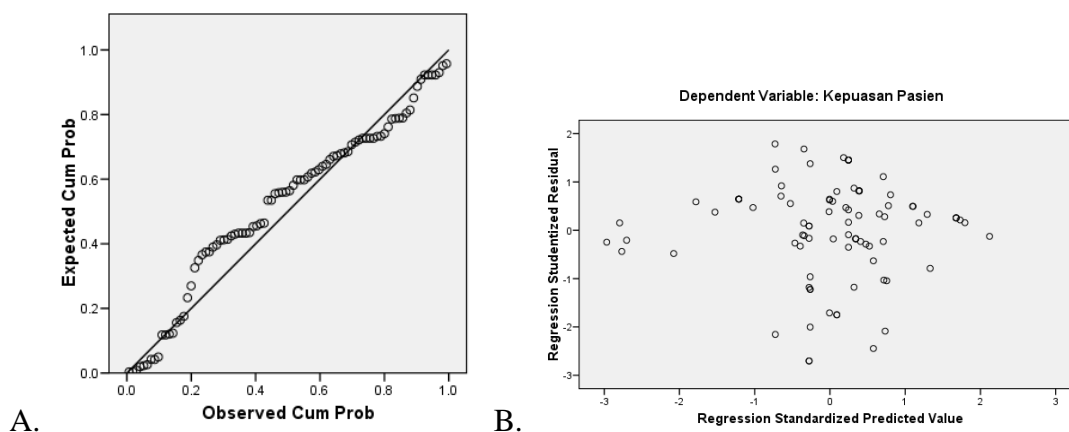 1.0
0.8
0.6
0.4
0.2
0.0
Expected Cum Prob
0.0 0.2 0.4 0.6 0.8 1.0
Observed Cum Prob
A.
Dependent Variable: Kepuasan Pasien
2
1
0
-1
-2
-3
Regression Studentized Residual
-3 -2 -1 0 1 2 3
Regression Standardized Predicted Value
B.